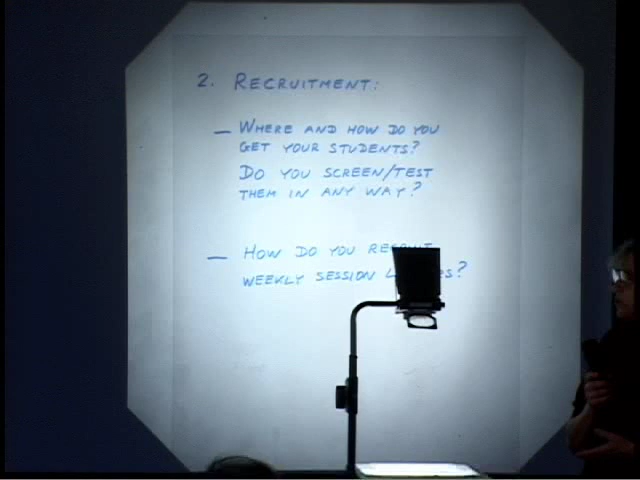 2. RECRUITMENT:
— WHERE AND HOW DO YOU
GET YOUR STUDENTS?
DO YOU SCREEN/TEST
THEM IN ANY WAY?
— HOW DO YOU RECRUIT
WEEKLY SESSION